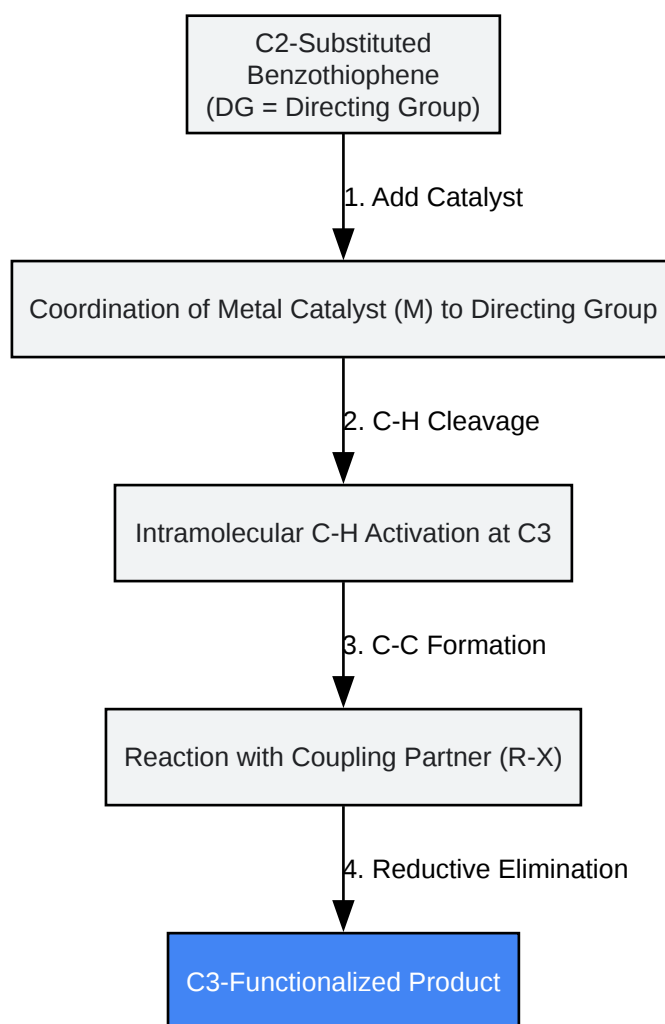 C2-Substituted
Benzothiophene
(DG = Directing Group)
1. Add Catalyst
Coordination of Metal Catalyst (M) to Directing Group
2. C-H Cleavage
Intramolecular C-H Activation at C3
3. C-C Formation
Reaction with Coupling Partner (R-X)
4. Reductive Elimination
C3-Functionalized Product